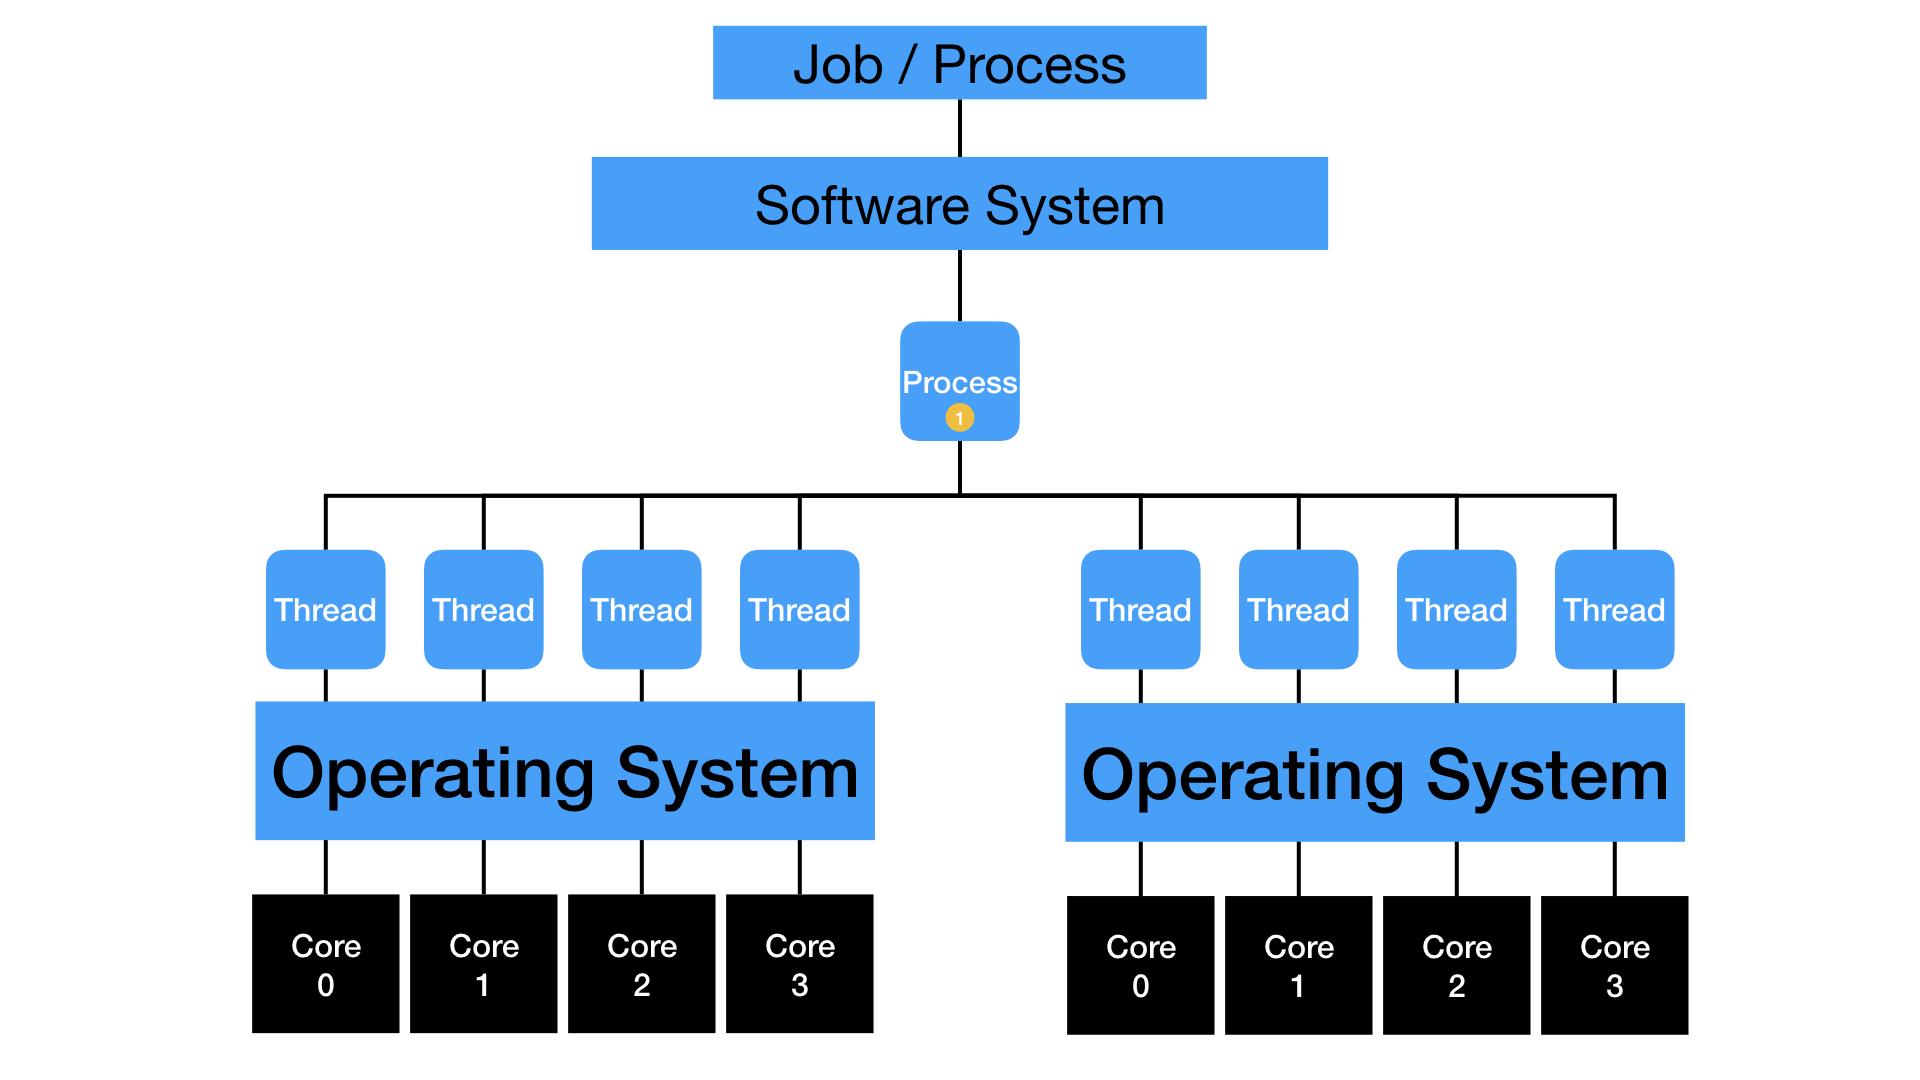 Job / Process
Software System
Process
1
Thread Thread Thread Thread Thread Thread Thread Thread
Operating System Operating System
Core Core Core Core Core Core Core Core
0 1 2 3 0 1 2 3